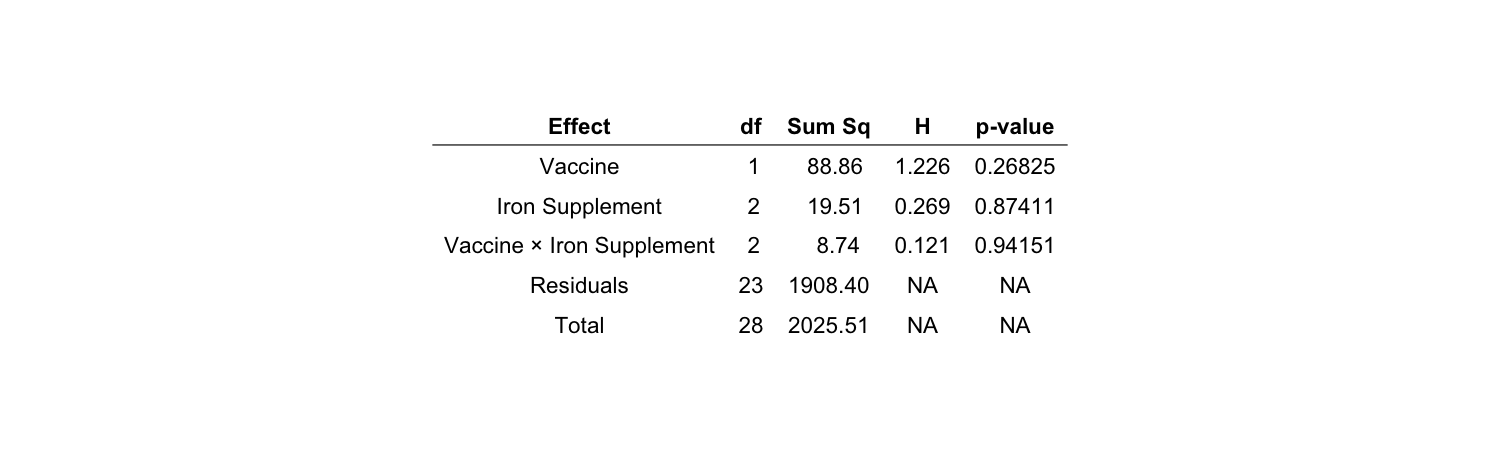 Effect df Sum Sq H p-value
Vaccine 1 88.86 1.226 0.26825
Iron Supplement 2 19.51 0.269 0.87411
Vaccine × Iron Supplement 2 8.74 0.121 0.94151
Residuals 23 1908.40 NA NA
Total 28 2025.51 NA NA